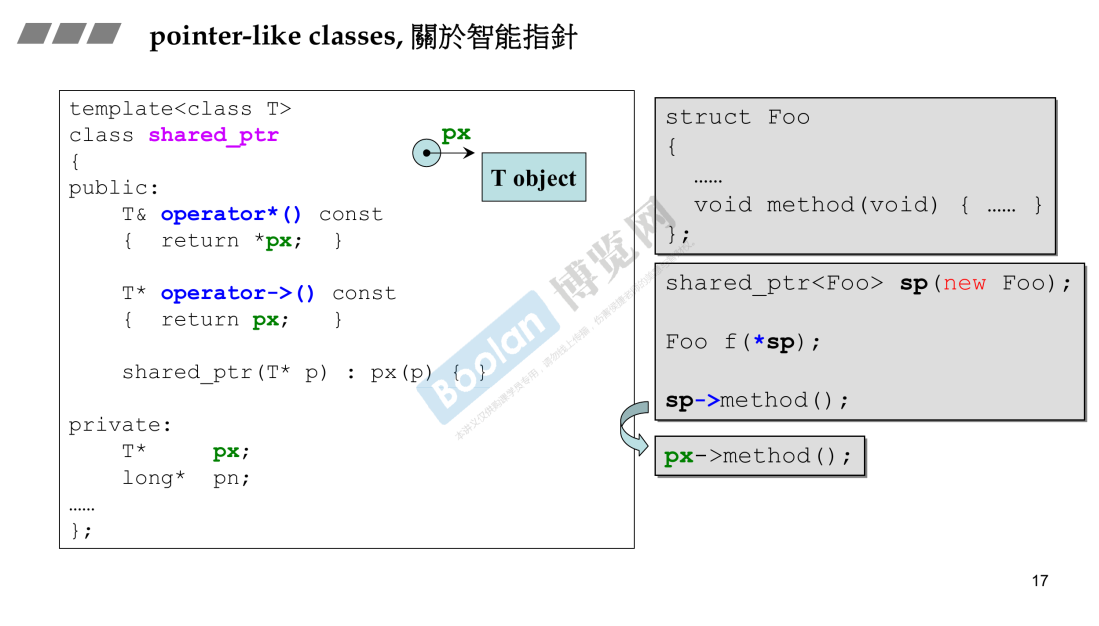 pointer-like classes, 關於智能指針
template<class T>
class shared_ptr
{
public:
T& operator*() const
{ return *px; }
T* operator->() const
{ return px; }
shared_ptr(T* p) : px(p) { }
private:
T* px;
long* pn;
……
};
px
T object
struct Foo
{
……
void method(void) { …… }
};
shared_ptr<Foo> sp(new Foo);
Foo f(*sp);
sp->method();
px->method();
Boolan 博览网
17